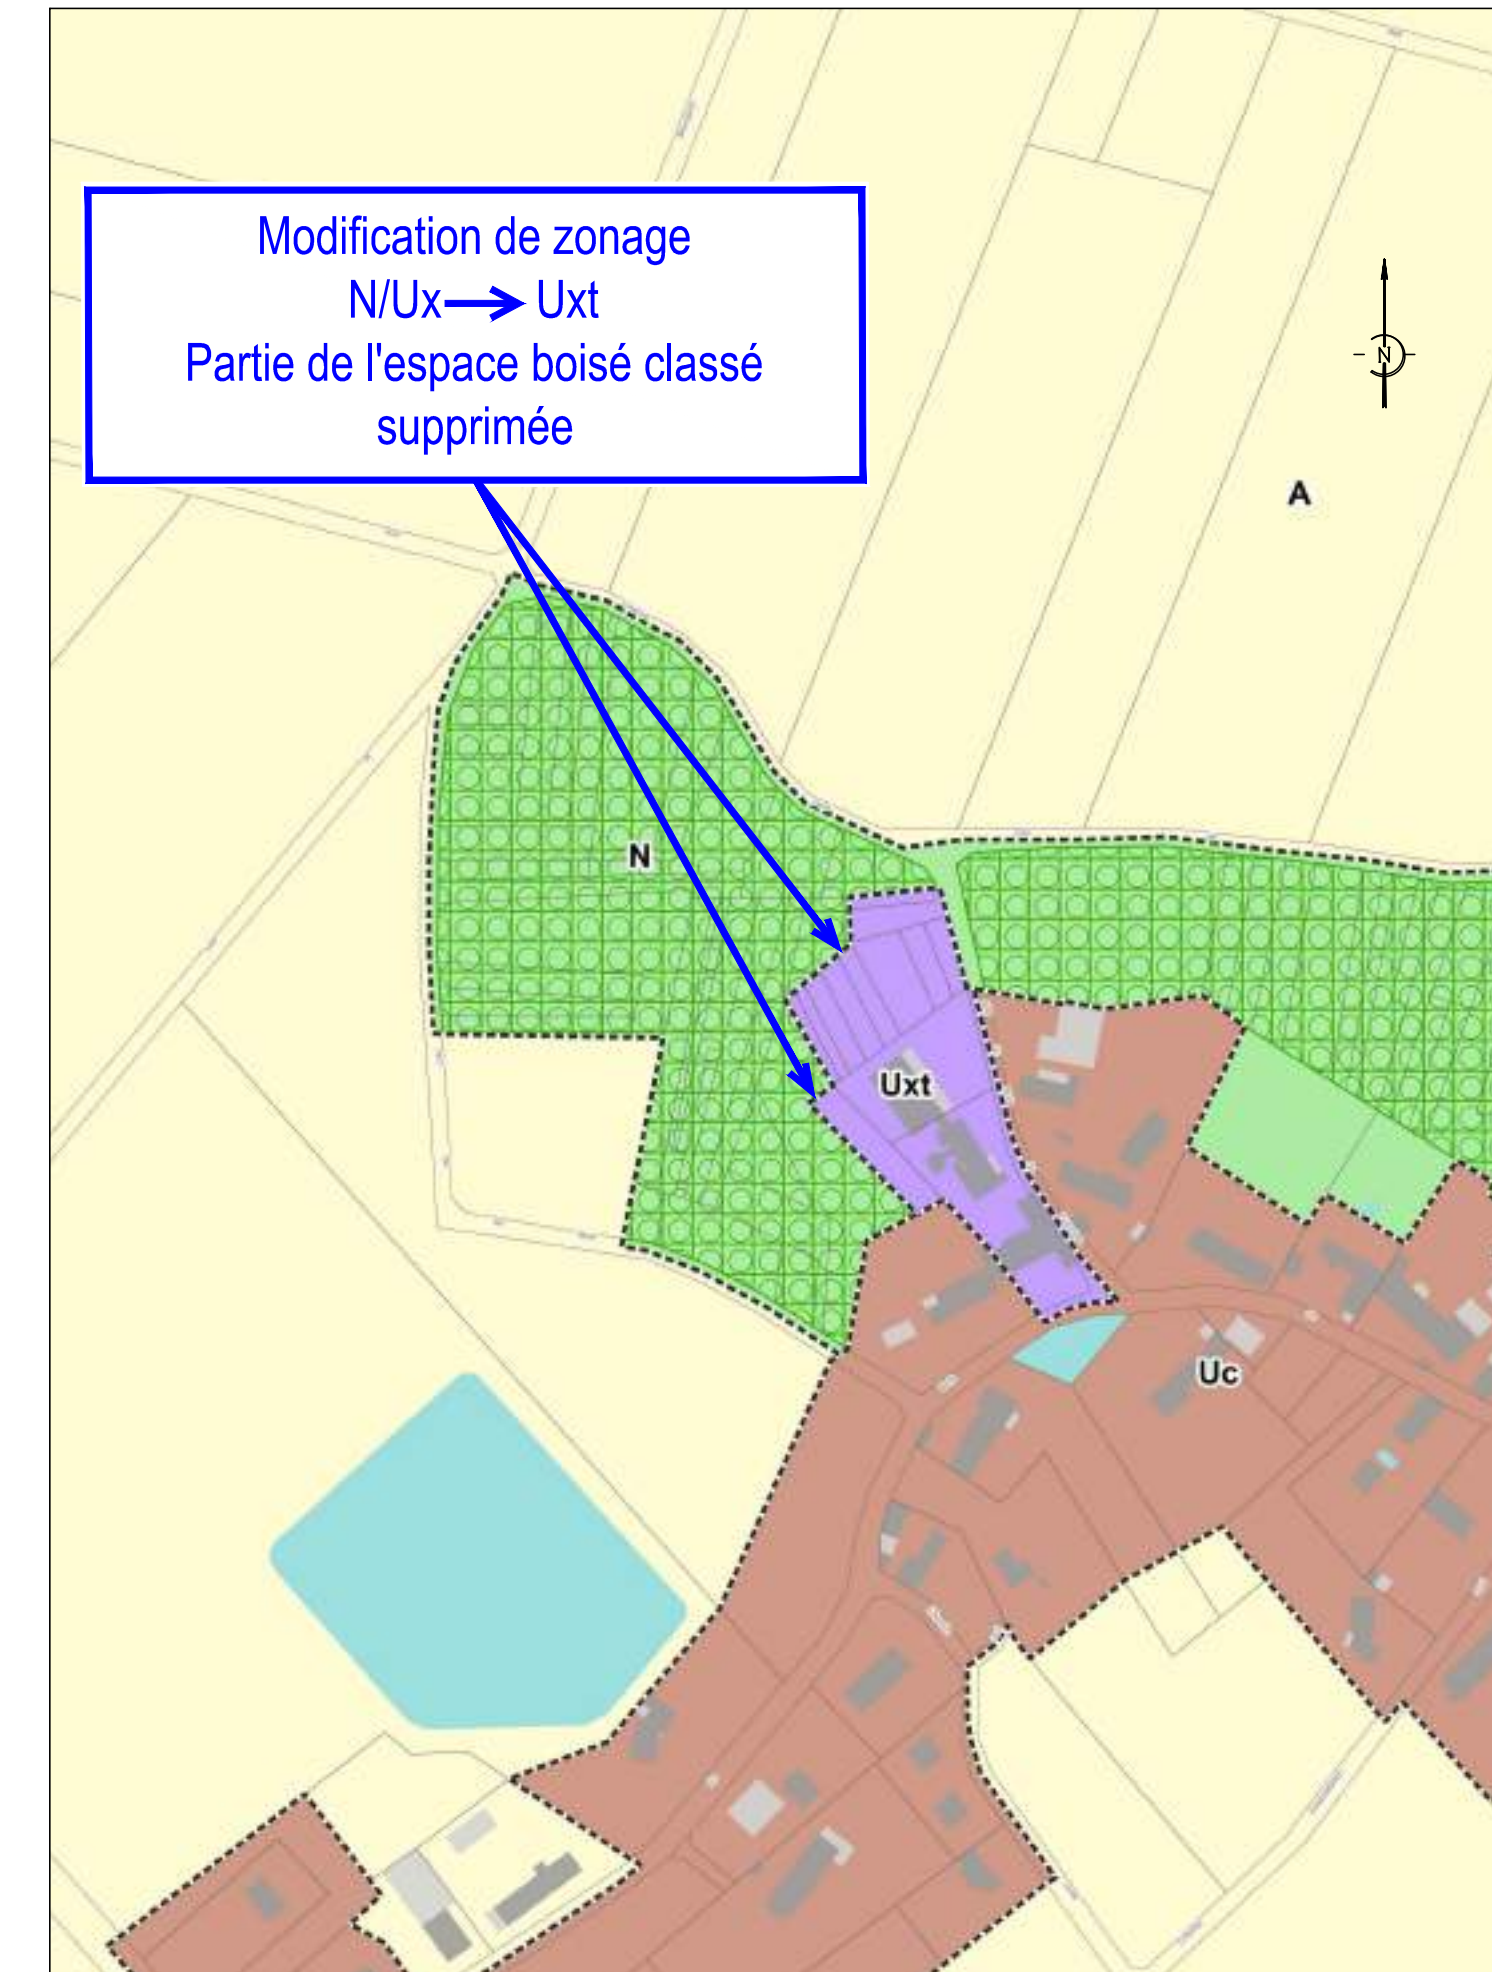 Modification de zonage
N/Ux → Uxt
Partie de l'espace boisé classé
supprimée
N
A
N
Uxt
Uc